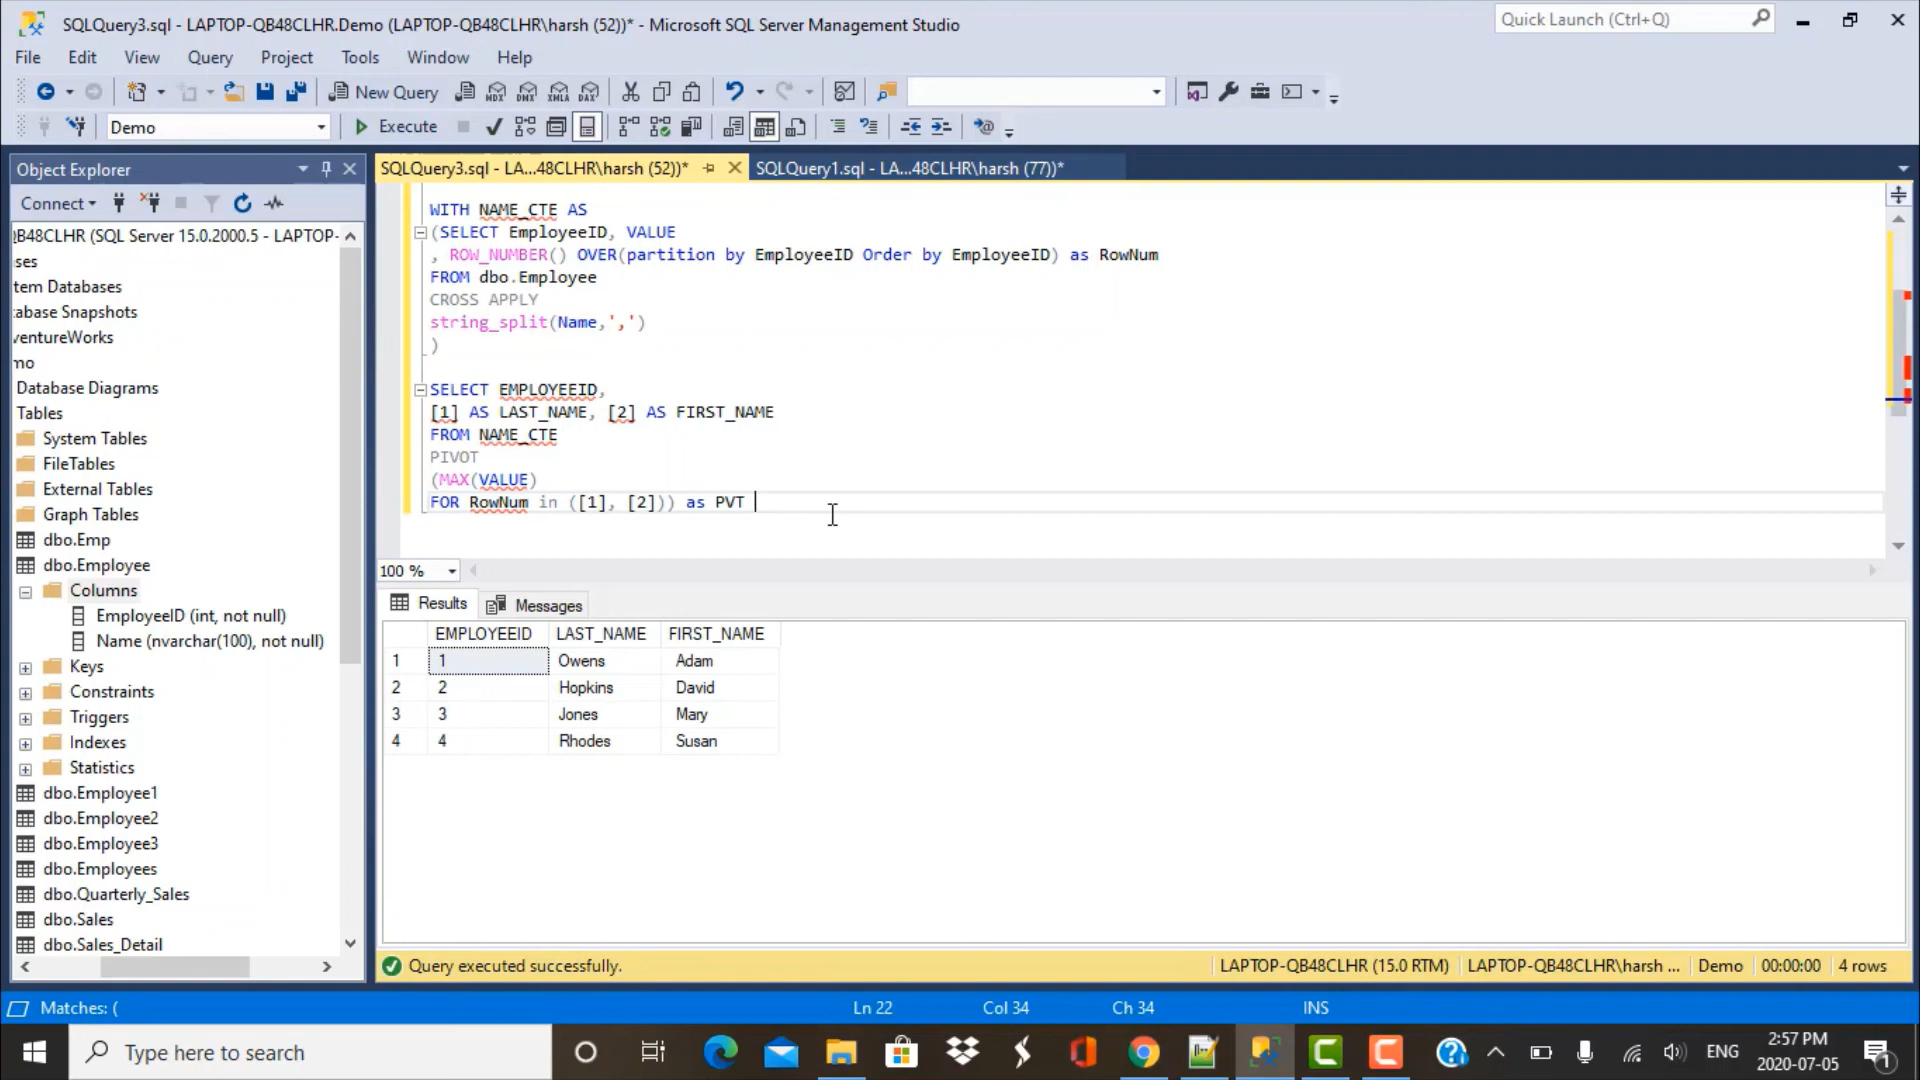 SQLQuery3.sql - LAPTOP-QB48CLHR.Demo (LAPTOP-QB48CLHR\harsh (52))* - Microsoft SQL Server Management Studio
Quick Launch (Ctrl+Q)
File Edit View Query Project Tools Window Help
New Query
MDX DMX XMLA DAX
Demo
Execute
Object Explorer
Connect
QB48CLHR (SQL Server 15.0.2000.5 - LAPTOP-
ses
tem Databases
abase Snapshots
ventureWorks
mo
Database Diagrams
Tables
System Tables
FileTables
External Tables
Graph Tables
dbo.Emp
dbo.Employee
Columns
EmployeeID (int, not null)
Name (nvarchar(100), not null)
Keys
Constraints
Triggers
Indexes
Statistics
dbo.Employee1
dbo.Employee2
dbo.Employee3
dbo.Employees
dbo.Quarterly_Sales
dbo.Sales
dbo.Sales_Detail
SQLQuery3.sql - LA...48CLHR\harsh (52))*
SQLQuery1.sql - LA...48CLHR\harsh (77))*
WITH NAME_CTE AS
(SELECT EmployeeID, VALUE
, ROW_NUMBER() OVER(partition by EmployeeID Order by EmployeeID) as RowNum
FROM dbo.Employee
CROSS APPLY
string_split(Name,',')
)
SELECT EMPLOYEEID,
[1] AS LAST_NAME, [2] AS FIRST_NAME
FROM NAME_CTE
PIVOT
(MAX(VALUE)
FOR RowNum in ([1], [2])) as PVT
100 %
Results Messages
EMPLOYEEID LAST_NAME FIRST_NAME
1 1 Owens Adam
2 2 Hopkins David
3 3 Jones Mary
4 4 Rhodes Susan
Query executed successfully.
LAPTOP-QB48CLHR (15.0 RTM) LAPTOP-QB48CLHR\harsh ... Demo 00:00:00 4 rows
Matches: (
Ln 22 Col 34 Ch 34 INS
Type here to search
ENG
2:57 PM
2020-07-05
1